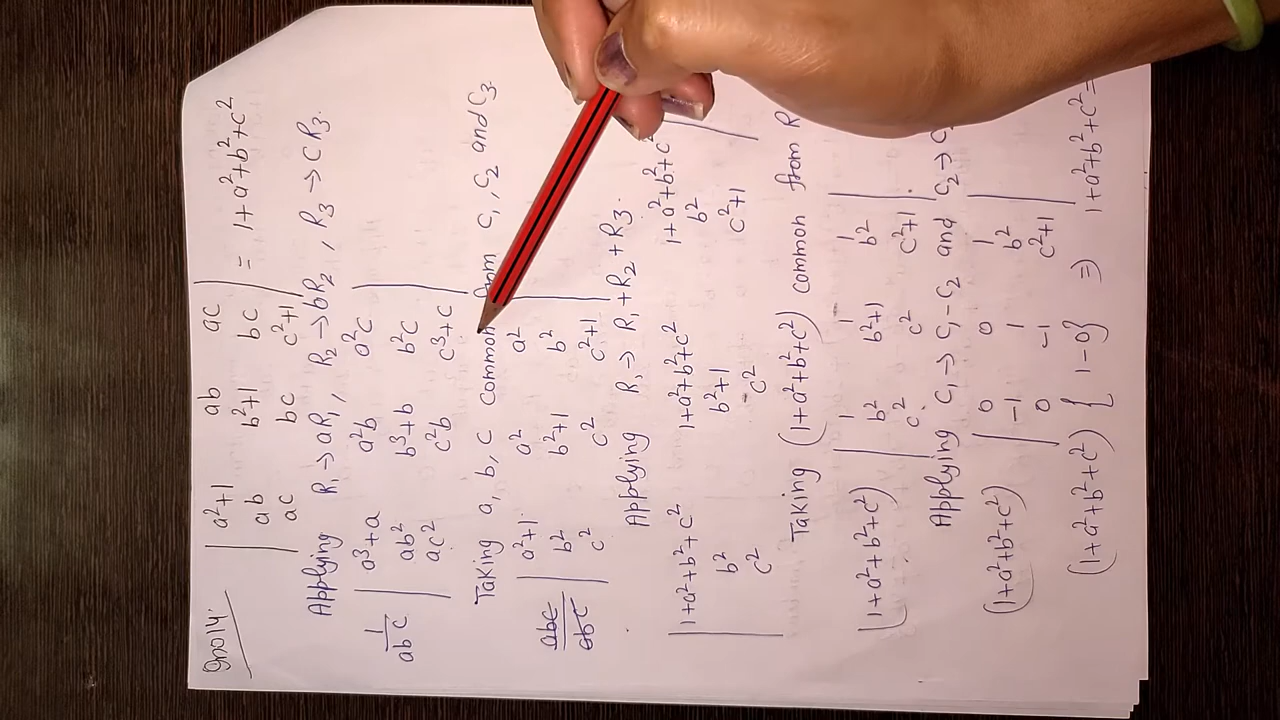 Q no 14.
| a²+1 ab ac |
| ab b²+1 bc | = 1+a²+b²+c²
| ac bc c²+1 |
Applying R₁→aR₁, R₂→bR₂, R₃→cR₃.
1/abc | a³+a a²b a²c |
| ab² b³+b b²c |
| ac² c²b c³+c |
Taking a, b, c common from C₁, C₂ and C₃.
abc/abc | a²+1 a² a² |
| b² b²+1 b² |
| c² c² c²+1 |
Applying R₁→R₁+R₂+R₃.
| 1+a²+b²+c² 1+a²+b²+c² 1+a²+b²+c² |
| b² b²+1 b² |
| c² c² c²+1 |
Taking (1+a²+b²+c²) common from R
(1+a²+b²+c²) | 1 1 1 |
| b² b²+1 b² |
| c² c² c²+1 |
Applying C₁→C₁-C₂ and C₂→C
(1+a²+b²+c²) | 0 0 1 |
| -1 1 b² |
| 0 -1 c²+1 |
(1+a²+b²+c²) { 1-0} ⇒ 1+a²+b²+c² =